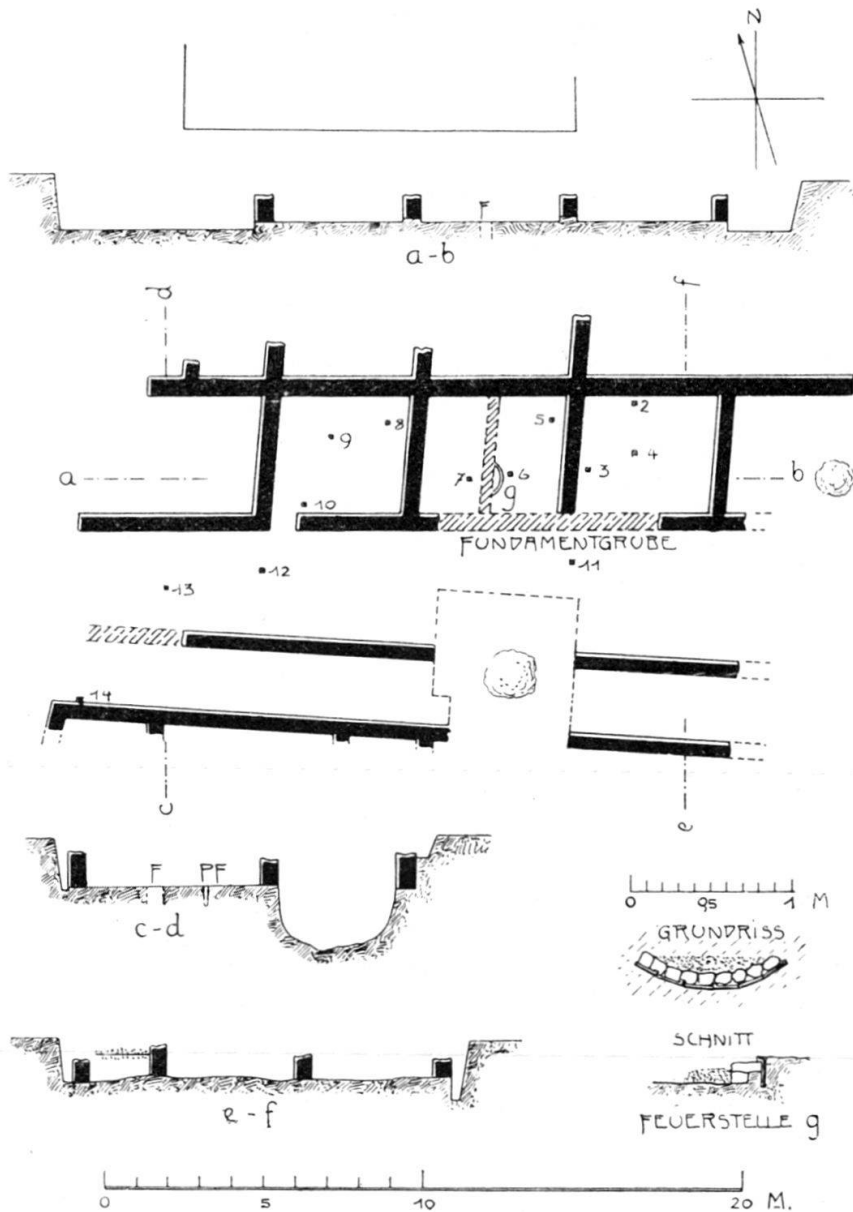 N
F
a-b
d
f
2
8
5
9
4
3
a
b
7
6
g
10
FUNDAMENTGRUBE
11
12
13
14
c
e
F PF
c-d
0 0,5 1 M
GRUNDRISS
SCHNITT
e-f
FEUERSTELLE g
0 5 10 20 M.